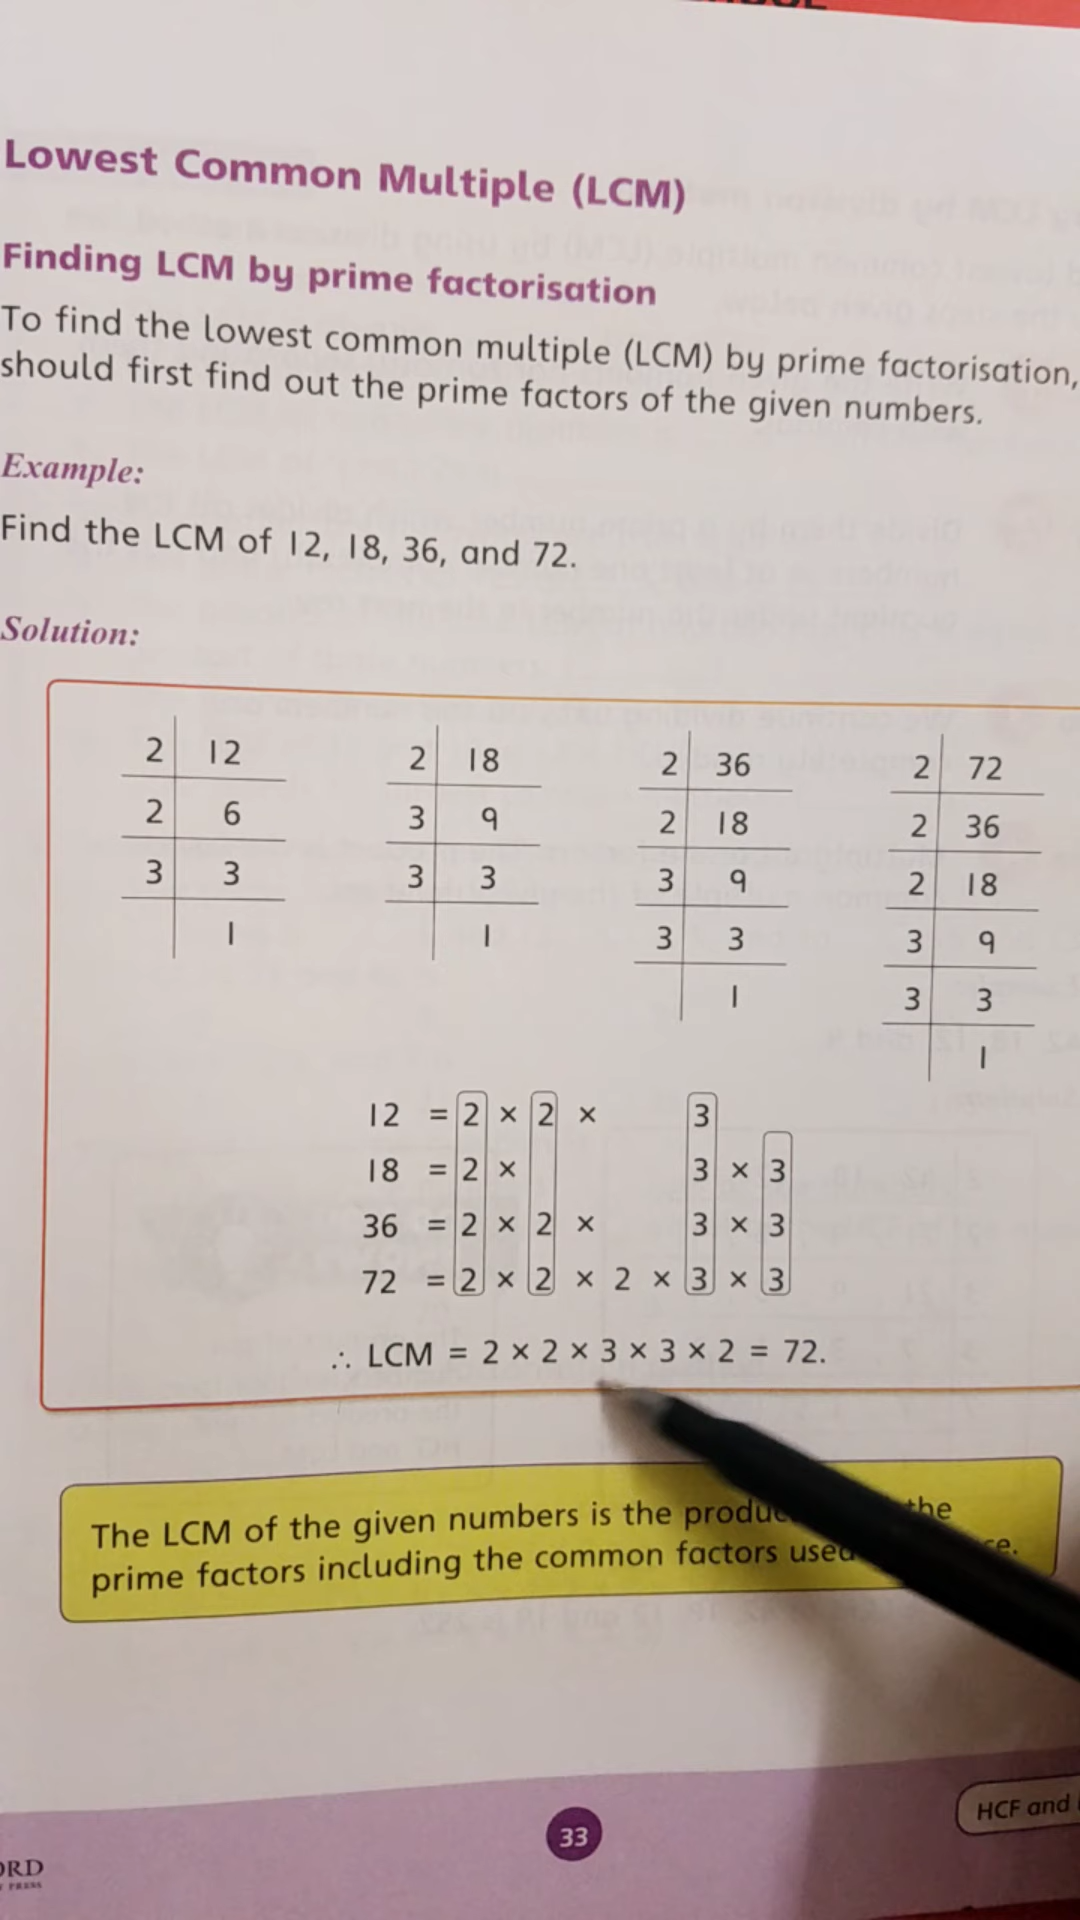 Lowest Common Multiple (LCM)
Finding LCM by prime factorisation
To find the lowest common multiple (LCM) by prime factorisation,
should first find out the prime factors of the given numbers.
Example:
Find the LCM of 12, 18, 36, and 72.
Solution:
2 12
2 6
3 3
1
2 18
3 9
3 3
1
2 36
2 18
3 9
3 3
1
2 72
2 36
2 18
3 9
3 3
1
12 = 2 × 2 × 3
18 = 2 × 3 × 3
36 = 2 × 2 × 3 × 3
72 = 2 × 2 × 2 × 3 × 3
∴ LCM = 2 × 2 × 3 × 3 × 2 = 72.
The LCM of the given numbers is the the
prime factors including the common factors used
33
HCF and
PRESS